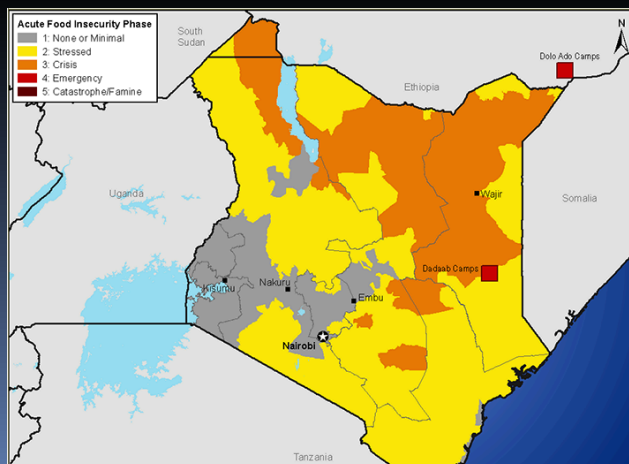 Acute Food Insecurity Phase
1: None or Minimal
2: Stressed
3: Crisis
4: Emergency
5: Catastrophe/Famine
South
Sudan
N
Dolo Ado Camps
Ethiopia
Uganda
Wajir
Somalia
Dadaab Camps
Kisumu
Nakuru
Embu
Nairobi
Tanzania